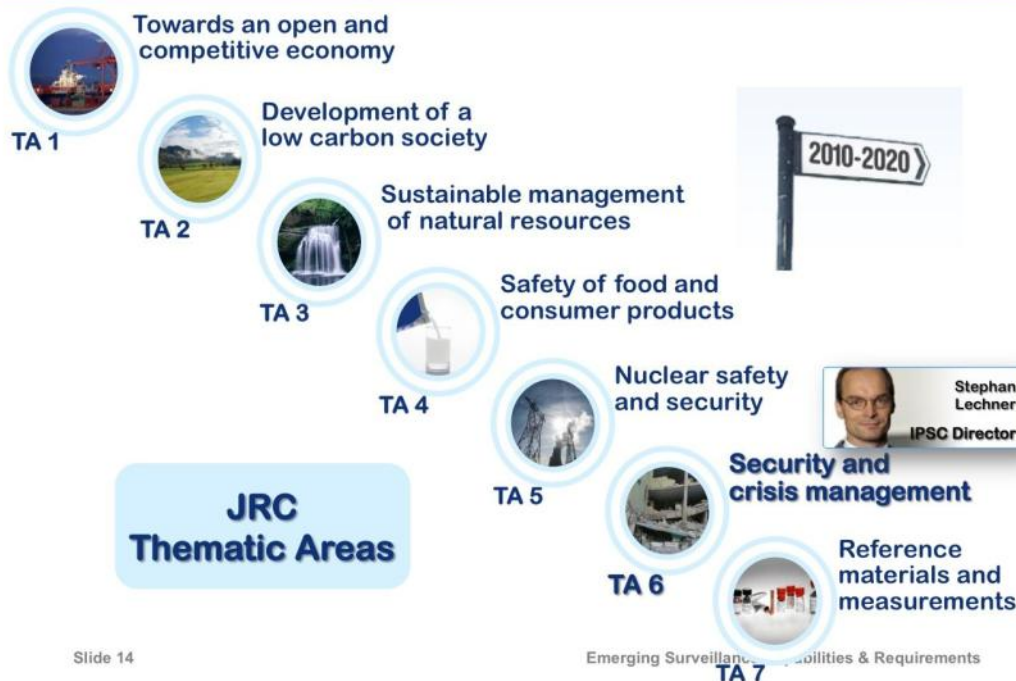 Towards an open and
competitive economy
TA 1
Development of a
low carbon society
TA 2
2010-2020
Sustainable management
of natural resources
TA 3
Safety of food and
consumer products
TA 4
Nuclear safety
and security
TA 5
Stephan
Lechner
IPSC Director
Security and
crisis management
TA 6
JRC
Thematic Areas
Reference
materials and
measurements
TA 7
Slide 14
Emerging & Requirements